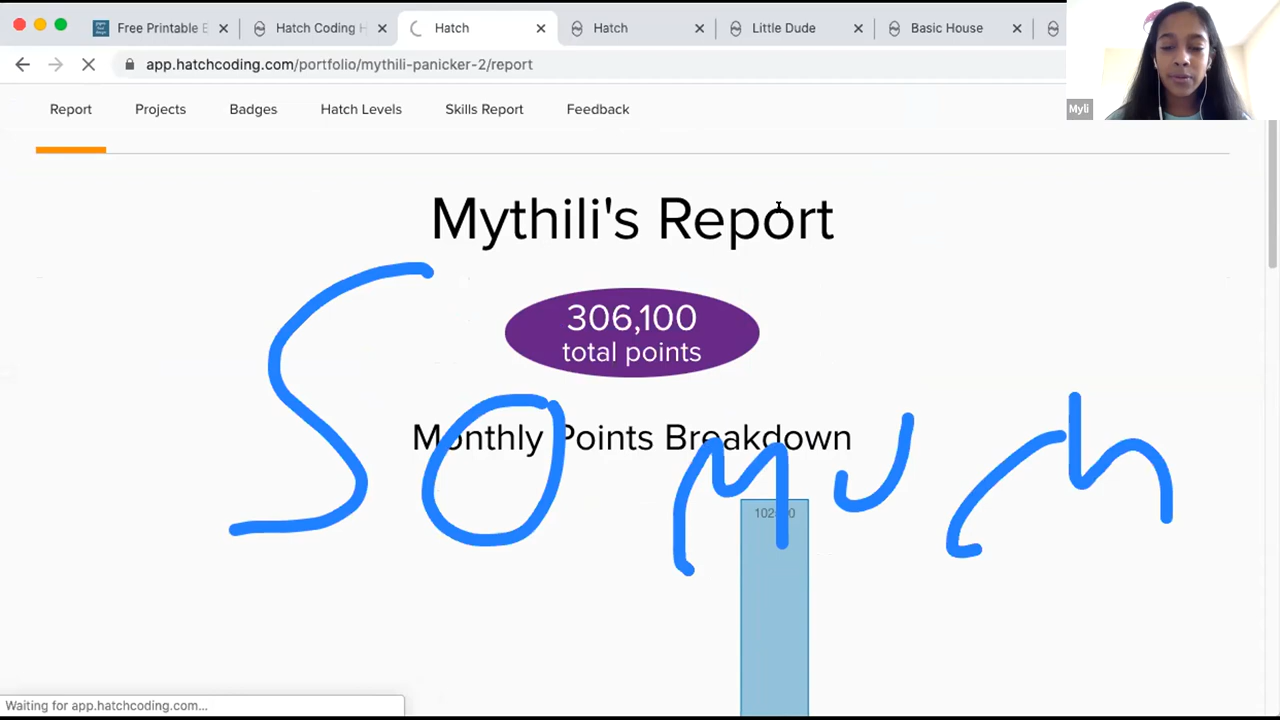 Free Printable E
Hatch Coding H
Hatch
Hatch
Little Dude
Basic House
app.hatchcoding.com/portfolio/mythili-panicker-2/report
Myli
Report Projects Badges Hatch Levels Skills Report Feedback
Mythili's Report
306,100
total points
Monthly Points Breakdown
So much
Waiting for app.hatchcoding.com...